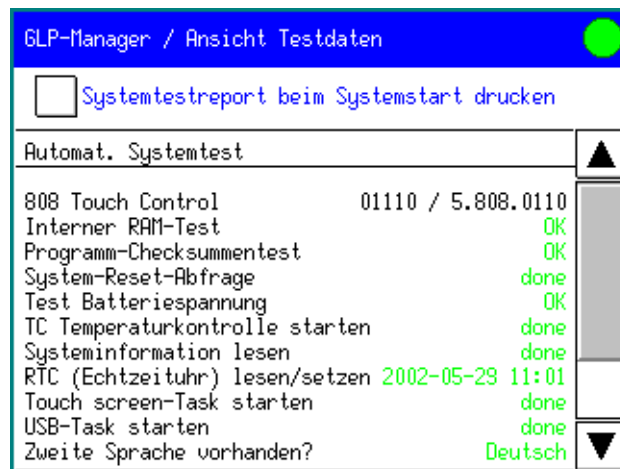 GLP-Manager / Ansicht Testdaten
Systemtestreport beim Systemstart drucken
Automat. Systemtest
808 Touch Control 01110 / 5.808.0110
Interner RAM-Test OK
Programm-Checksummentest OK
System-Reset-Abfrage done
Test Batteriespannung OK
TC Temperaturkontrolle starten done
Systeminformation lesen done
RTC (Echtzeituhr) lesen/setzen 2002-05-29 11:01
Touch screen-Task starten done
USB-Task starten done
Zweite Sprache vorhanden? Deutsch